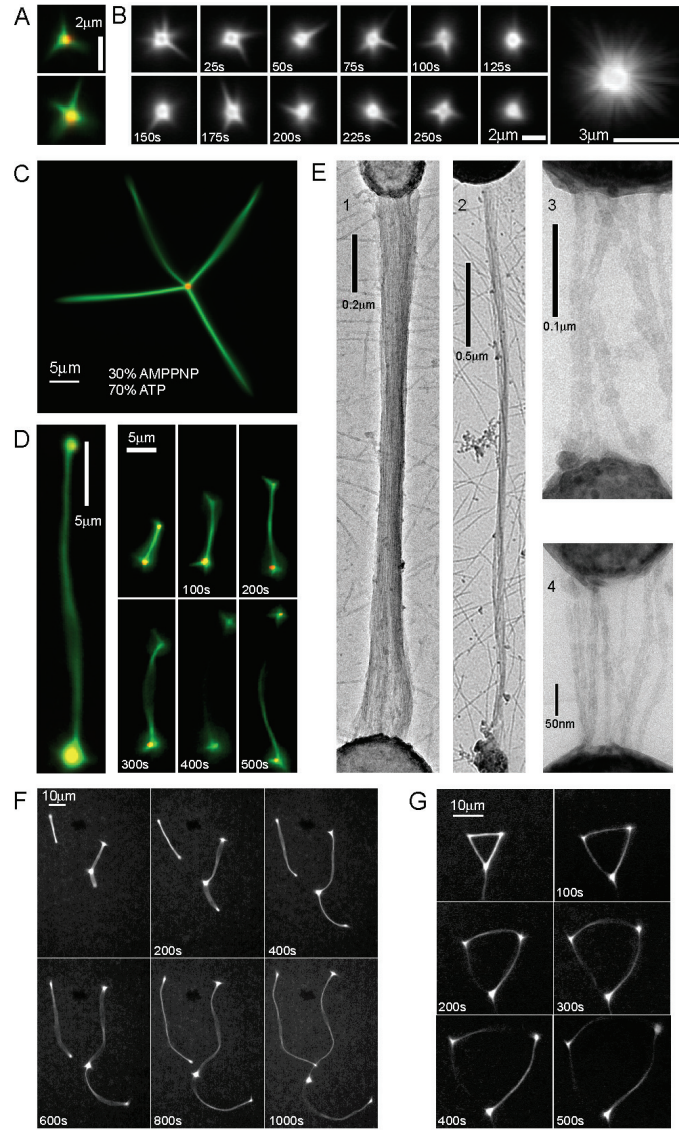 A
2μm
B
25s
50s
75s
100s
125s
150s
175s
200s
225s
250s
2μm
3μm
C
5μm
30% AMPPNP
70% ATP
D
5μm
5μm
100s
200s
300s
400s
500s
E
1
0.2μm
2
0.5μm
3
0.1μm
4
50nm
F
10μm
200s
400s
600s
800s
1000s
G
10μm
100s
200s
300s
400s
500s